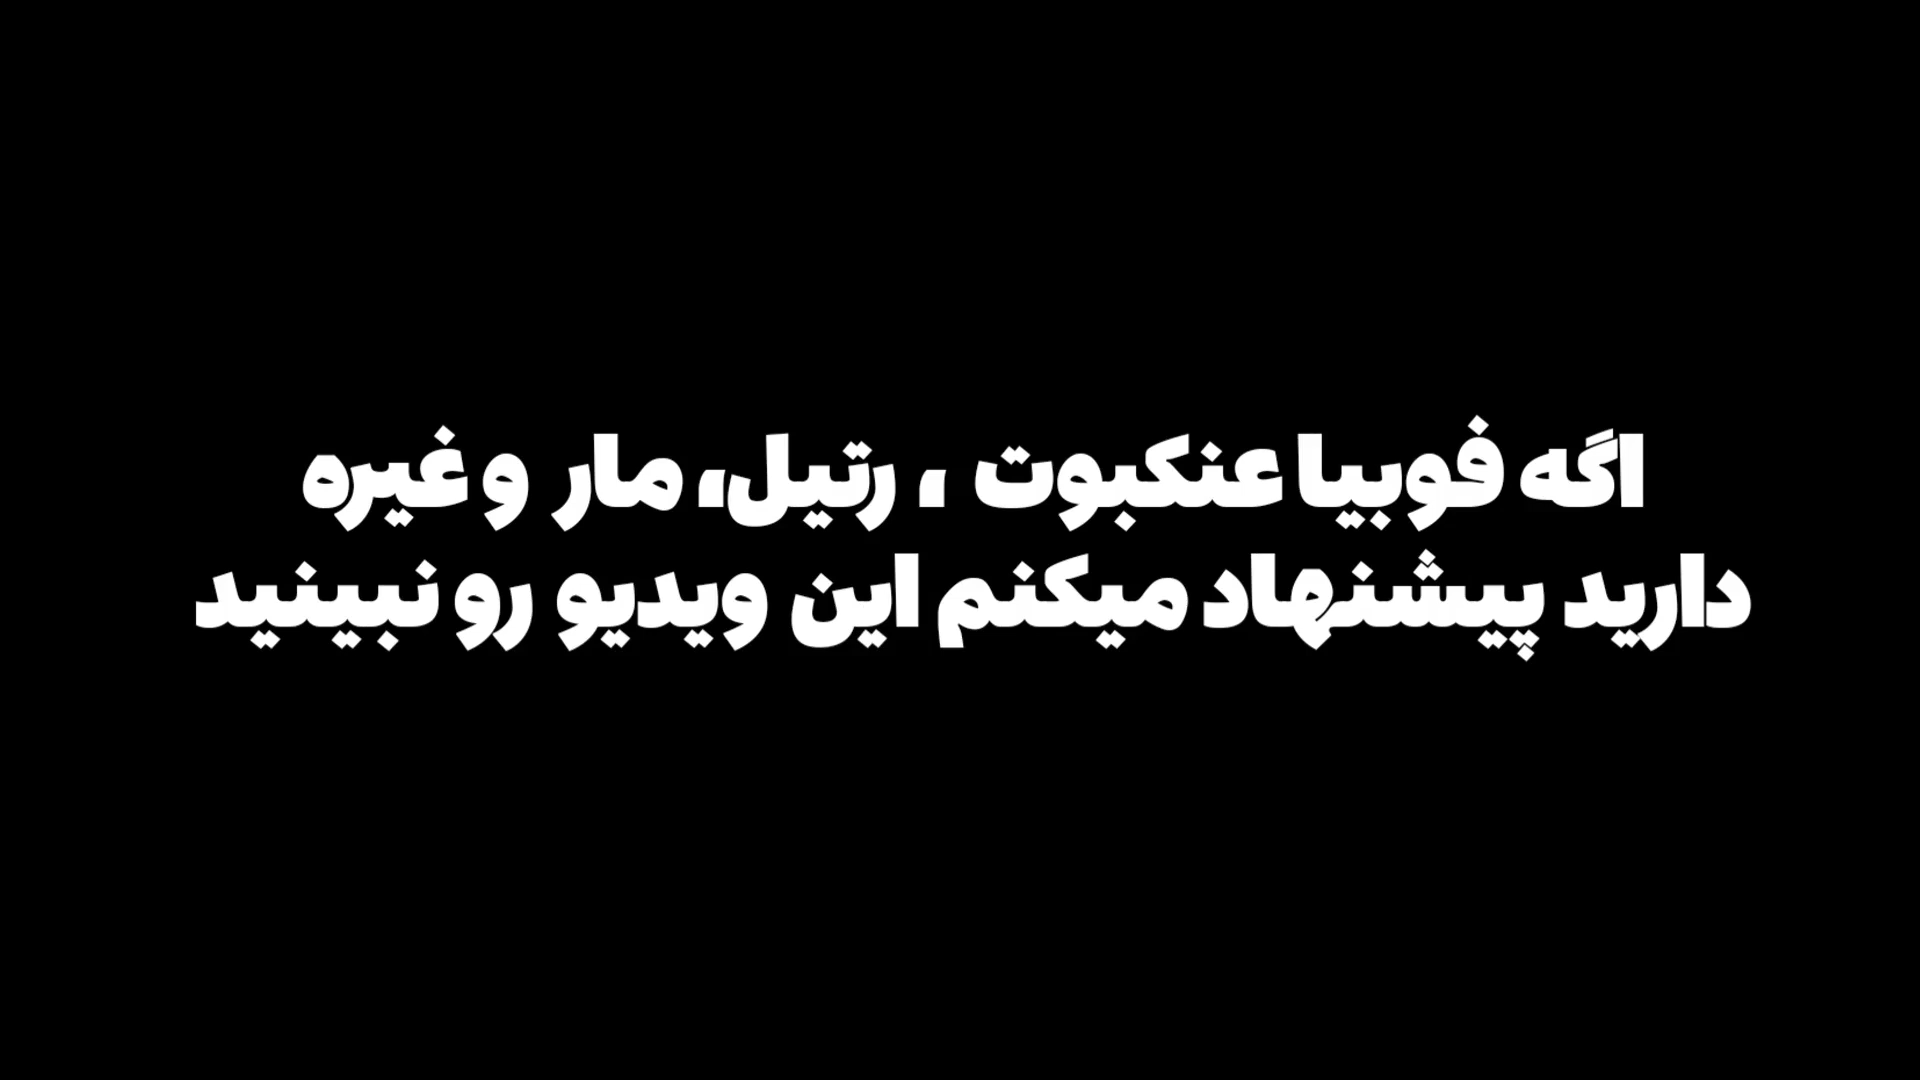 اگه فوبیا عنکبوت ، رتیل، مار و غیره
دارید پیشنهاد میکنم این ویدیو رو نبینید